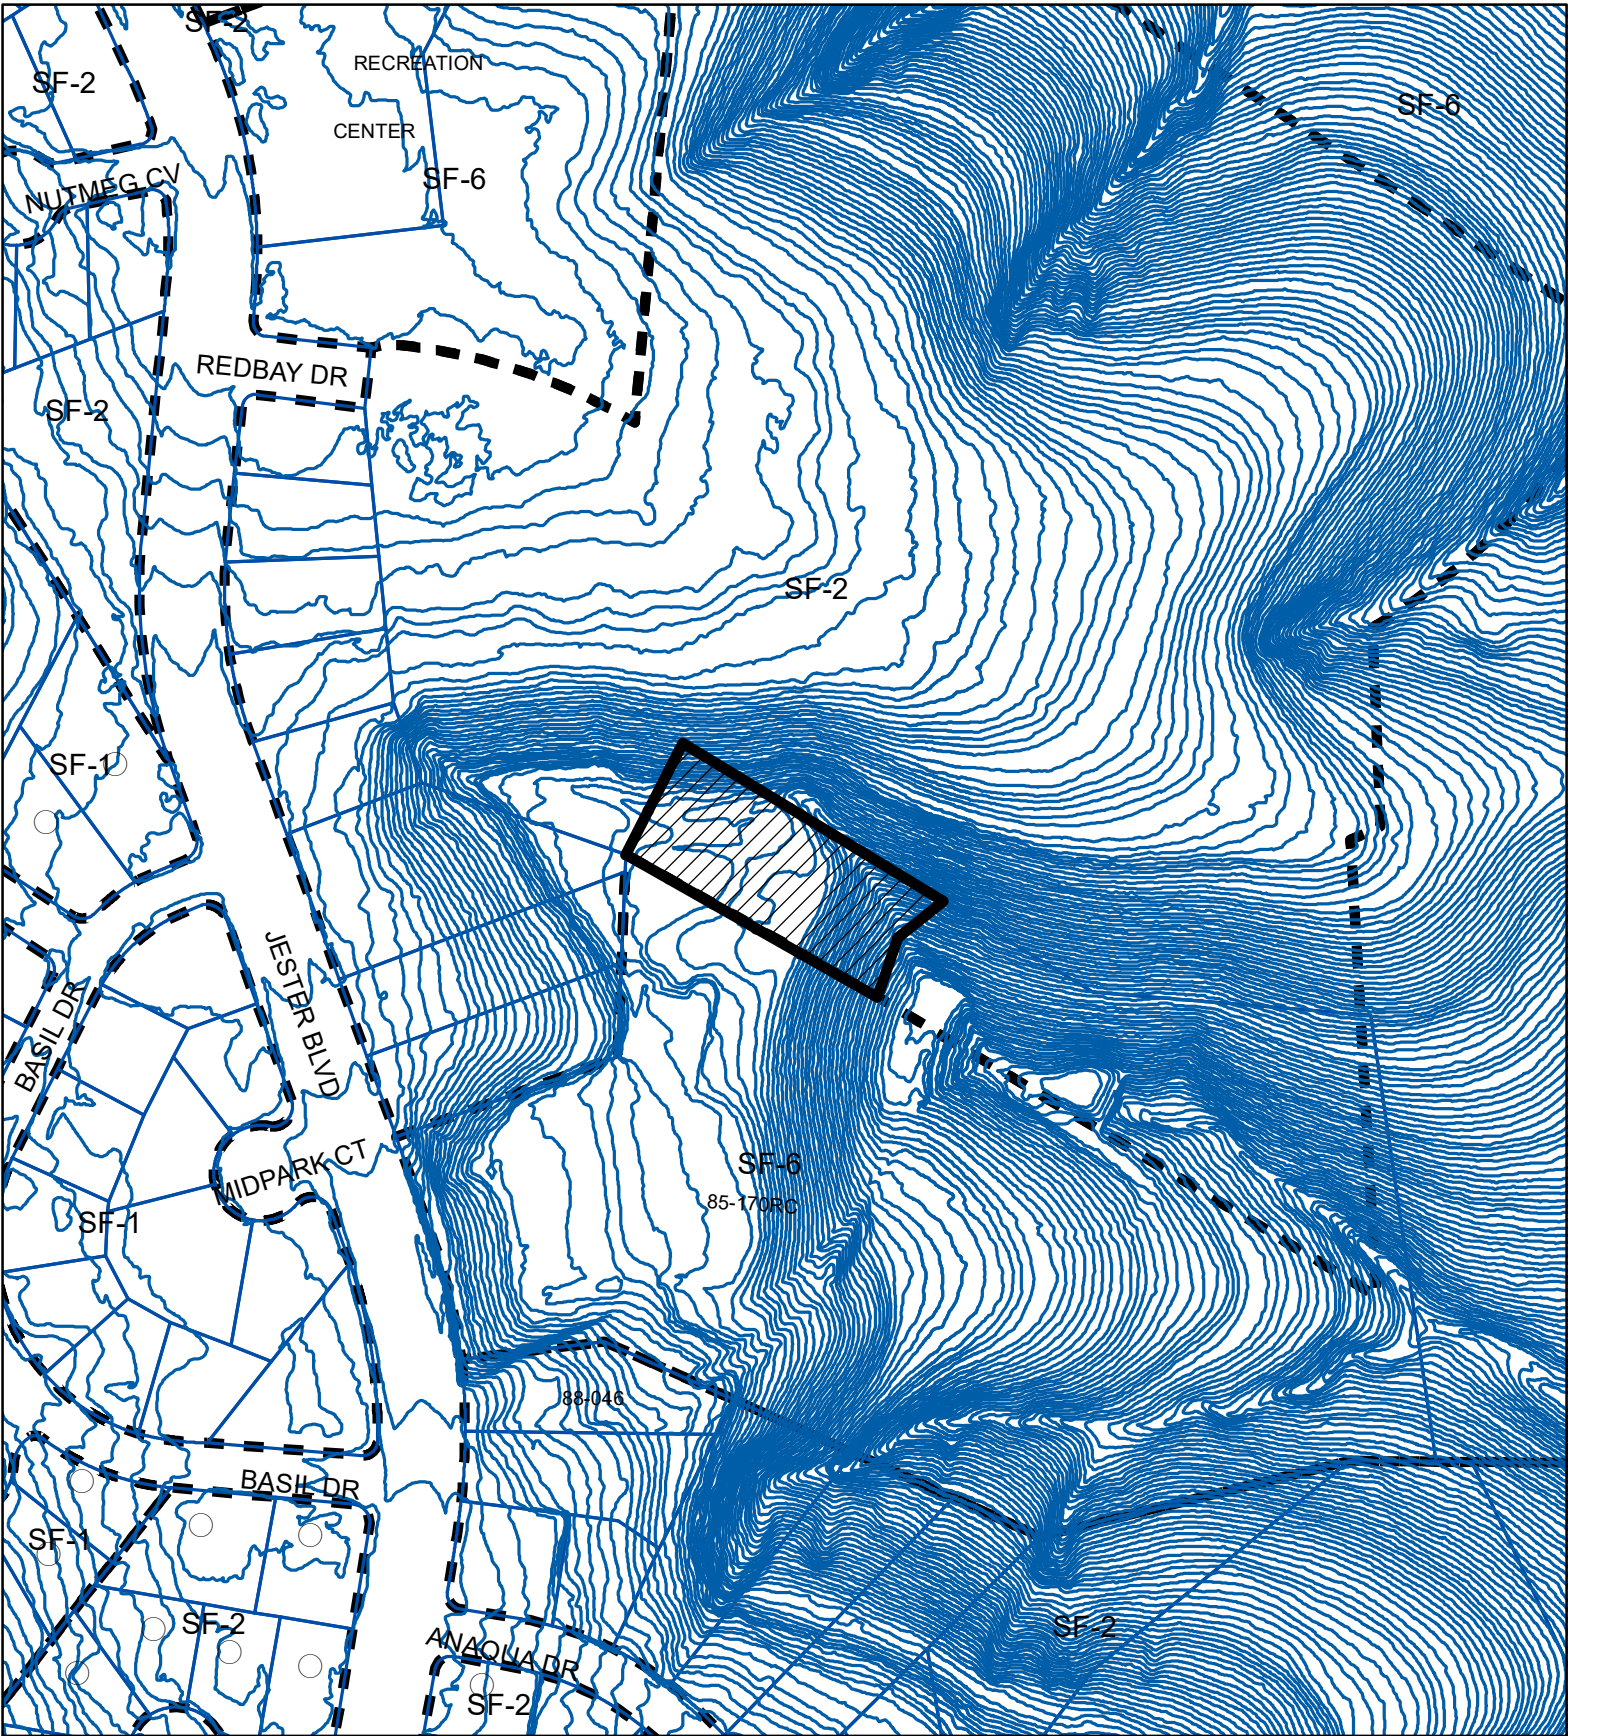 SF-2
RECREATION
SF-2
SF-6
CENTER
SF-6
NUTMEG CV
REDBAY DR
SF-2
SF-2
SF-1
JESTER BLVD
BASIL DR
MIDPARK CT
SF-6
85-170RC
SF-1
88-046
BASIL DR
SF-1
SF-2
SF-2
ANAQUA DR
SF-2